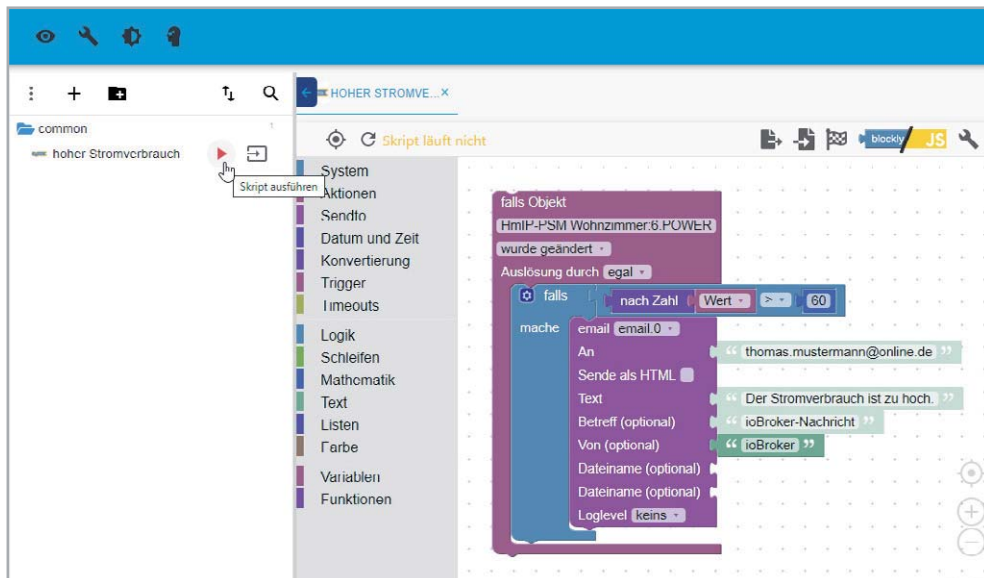 HOHER STROMVE...×
common
1
Skript läuft nicht
blockly JS
hoher Stromverbrauch
Skript ausführen
System
Aktionen
Sendto
Datum und Zeit
Konvertierung
Trigger
Timeouts
Logik
Schleifen
Mathematik
Text
Listen
Farbe
Variablen
Funktionen
falls Objekt
HmIP-PSM Wohnzimmer:6.POWER
wurde geändert
Auslösung durch egal
falls nach Zahl Wert > 60
mache email email.0
An “ thomas.mustermann@online.de ”
Sende als HTML
Text “ Der Stromverbrauch ist zu hoch. ”
Betreff (optional) “ ioBroker-Nachricht ”
Von (optional) “ ioBroker ”
Dateiname (optional)
Dateiname (optional)
Loglevel keins